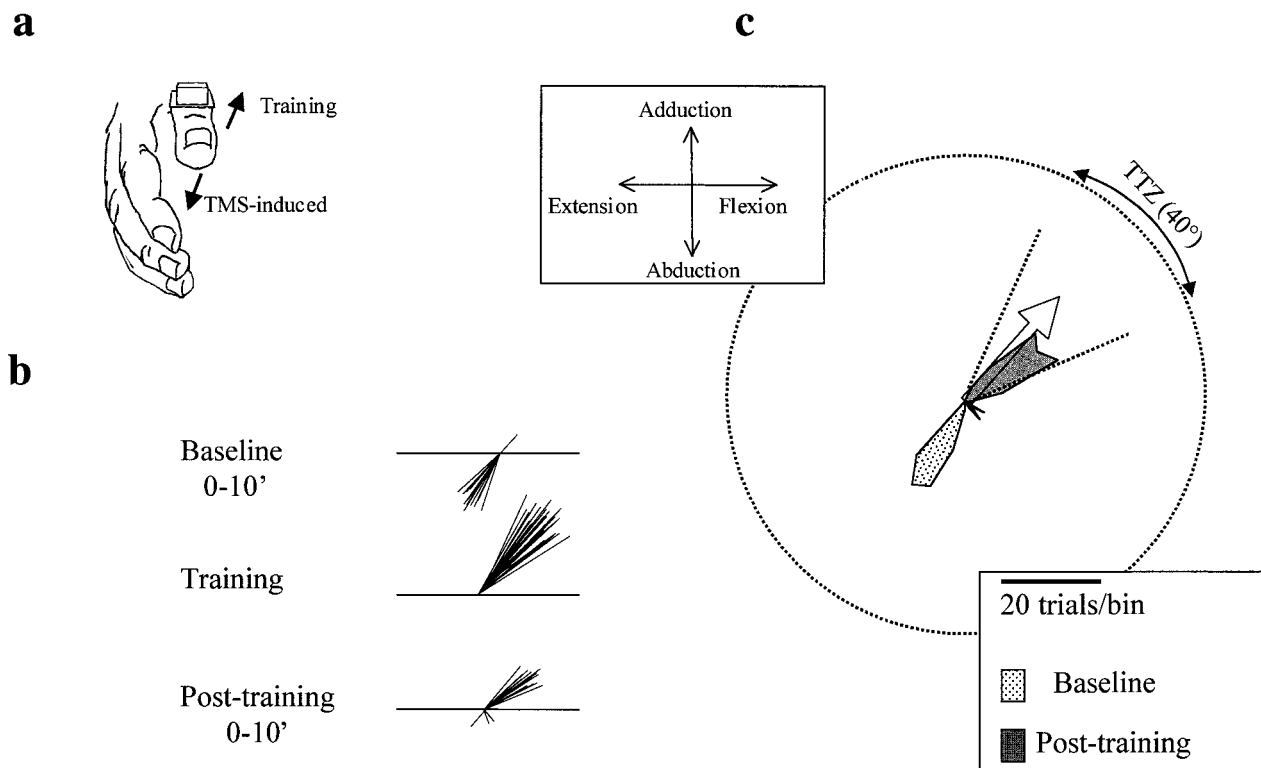 a
Training
TMS-induced
b
Baseline
0-10’
Training
Post-training
0-10’
c
Adduction
Extension
Flexion
Abduction
TTZ (40°)
20 trials/bin
Baseline
Post-training